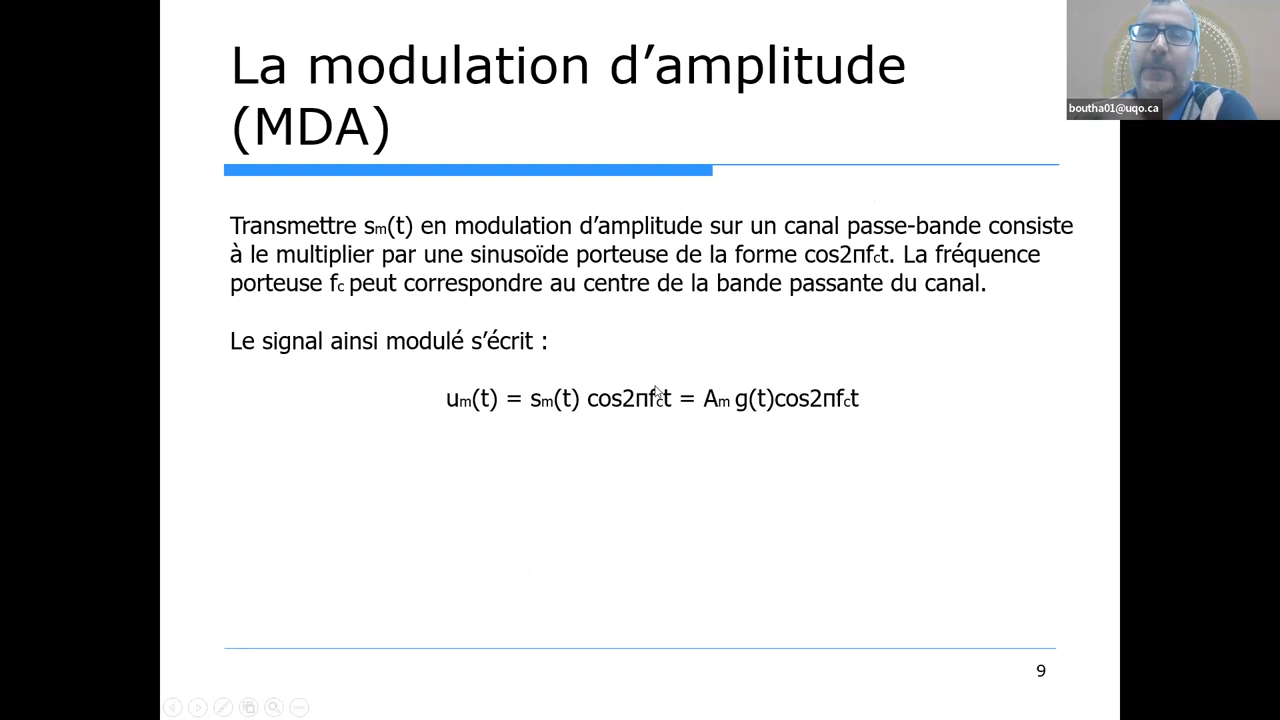 La modulation d’amplitude
(MDA)
boutha01@uqo.ca
Transmettre sm(t) en modulation d’amplitude sur un canal passe-bande consiste
à le multiplier par une sinusoïde porteuse de la forme cos2πfct. La fréquence
porteuse fc peut correspondre au centre de la bande passante du canal.
Le signal ainsi modulé s’écrit :
um(t) = sm(t) cos2πfct = Am g(t)cos2πfct
9